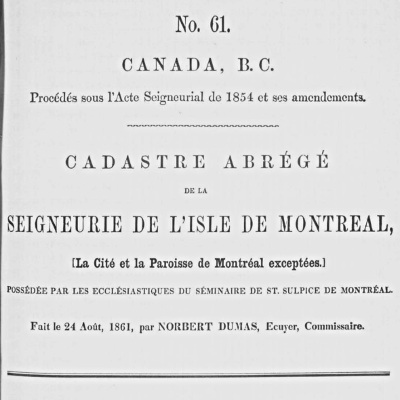 No. 61.
CANADA, B. C.
Procédés sous l'Acte Seigneurial de 1854 et ses amendements.
CADASTRE ABRÉGÉ
DE LA
SEIGNEURIE DE L'ISLE DE MONTREAL,
[La Cité et la Paroisse de Montréal exceptées.]
POSSÉDÉE PAR LES ECCLÉSIASTIQUES DU SÉMINAIRE DE ST. SULPICE DE MONTRÉAL.
Fait le 24 Août, 1861, par NORBERT DUMAS, Ecuyer, Commissaire.